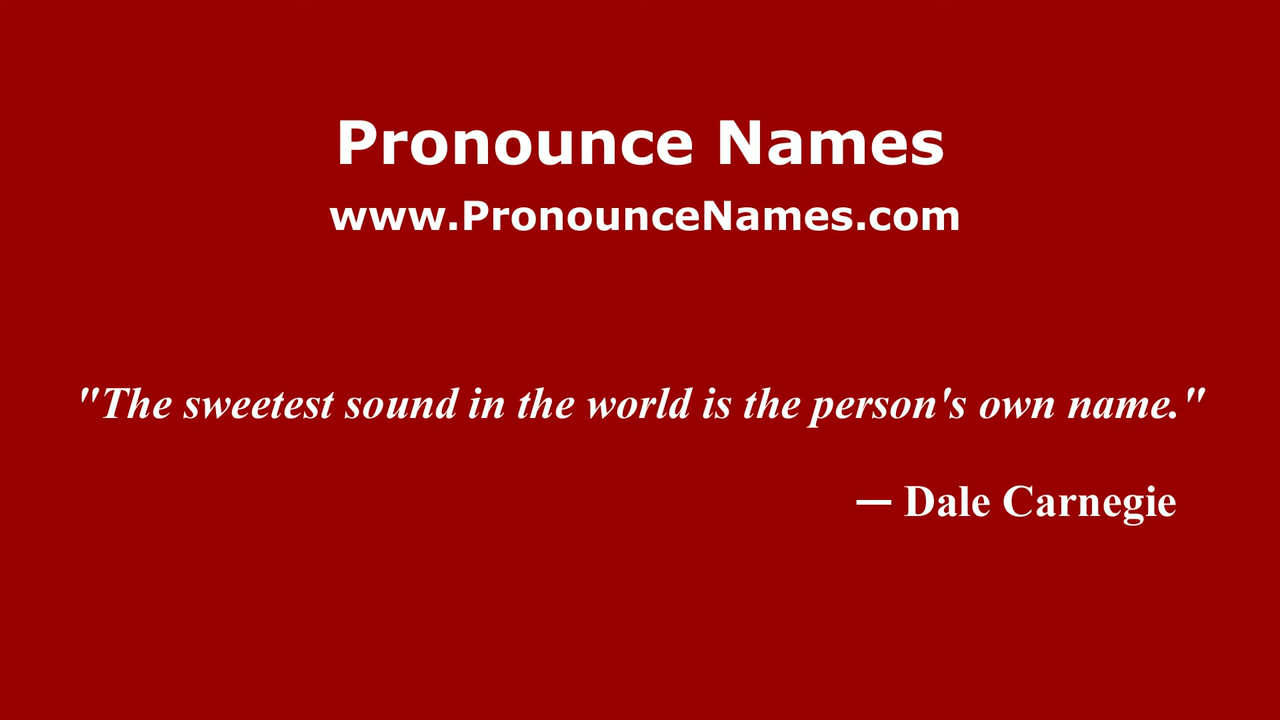 Pronounce Names
www.PronounceNames.com
"The sweetest sound in the world is the person's own name."
— Dale Carnegie